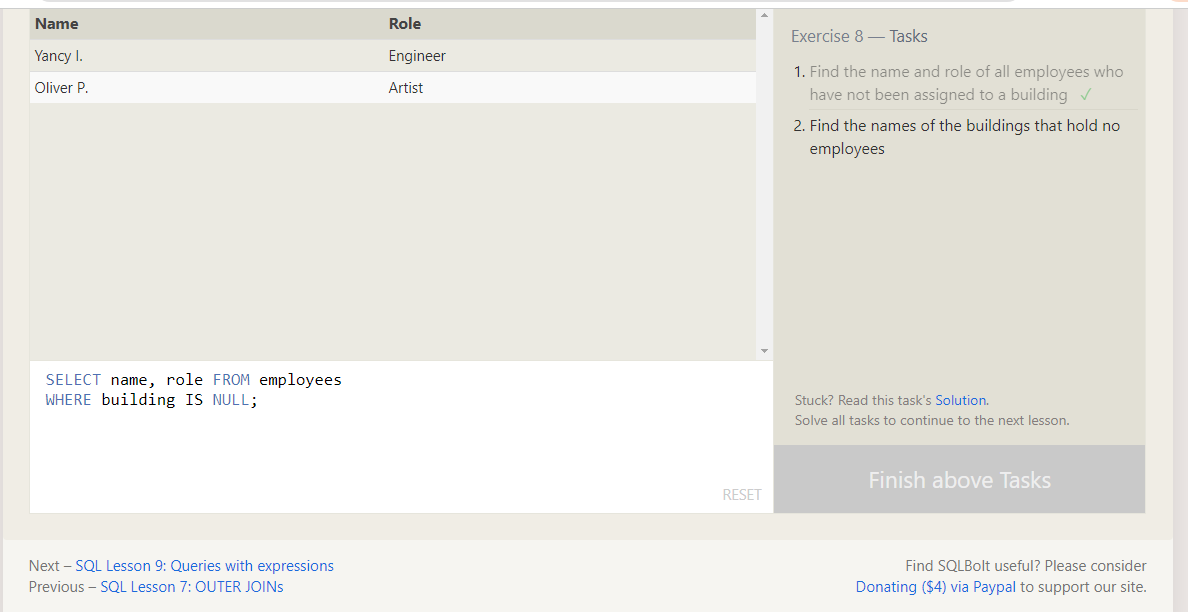 Name Role
Yancy I. Engineer
Oliver P. Artist
SELECT name, role FROM employees
WHERE building IS NULL;
RESET
Exercise 8 — Tasks
1. Find the name and role of all employees who
have not been assigned to a building ✓
2. Find the names of the buildings that hold no
employees
Stuck? Read this task's Solution.
Solve all tasks to continue to the next lesson.
Finish above Tasks
Next – SQL Lesson 9: Queries with expressions
Previous – SQL Lesson 7: OUTER JOINs
Find SQLBolt useful? Please consider
Donating ($4) via Paypal to support our site.